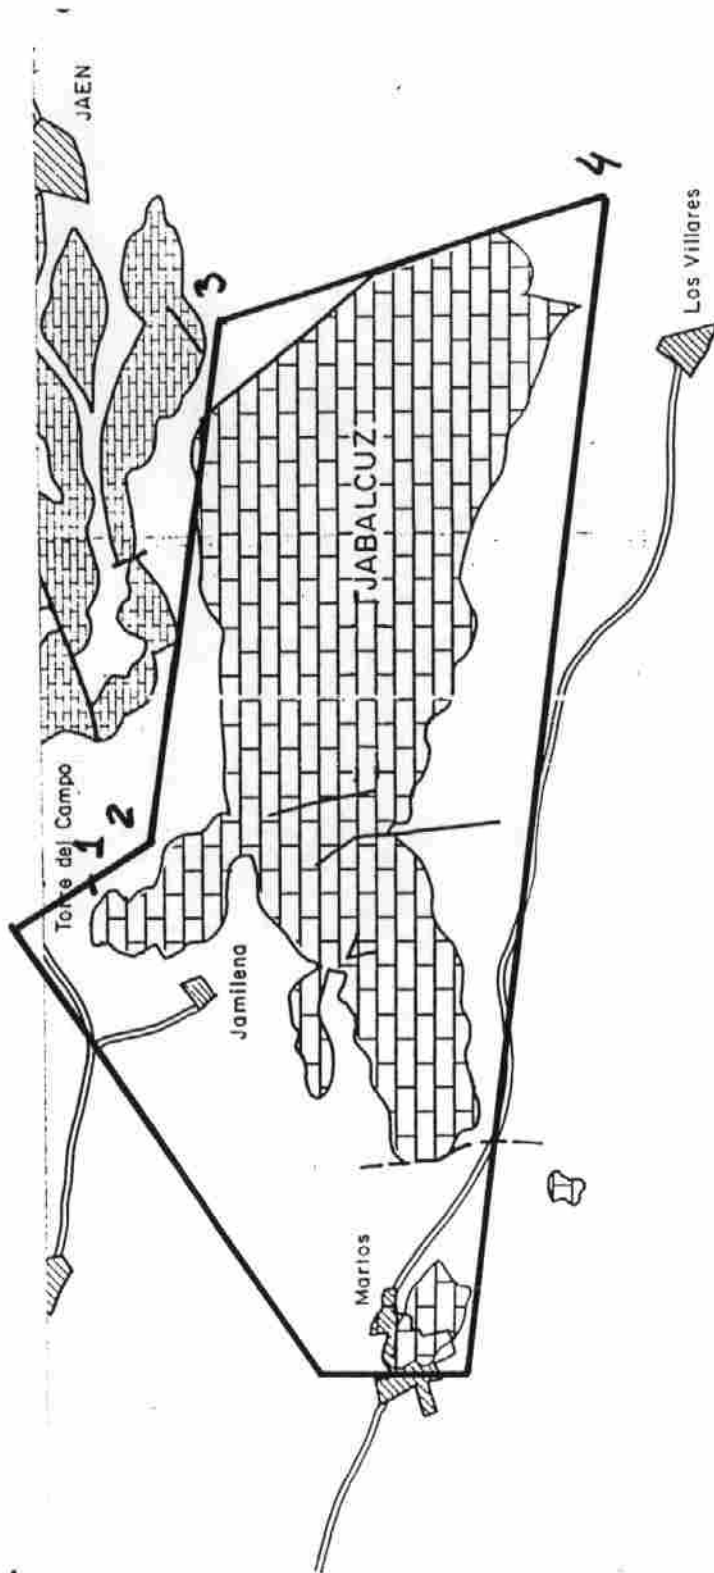 JAEN
3
4
Los Villares
JABALCUZ
Torre del Campo
1
2
Jamilena
Martos